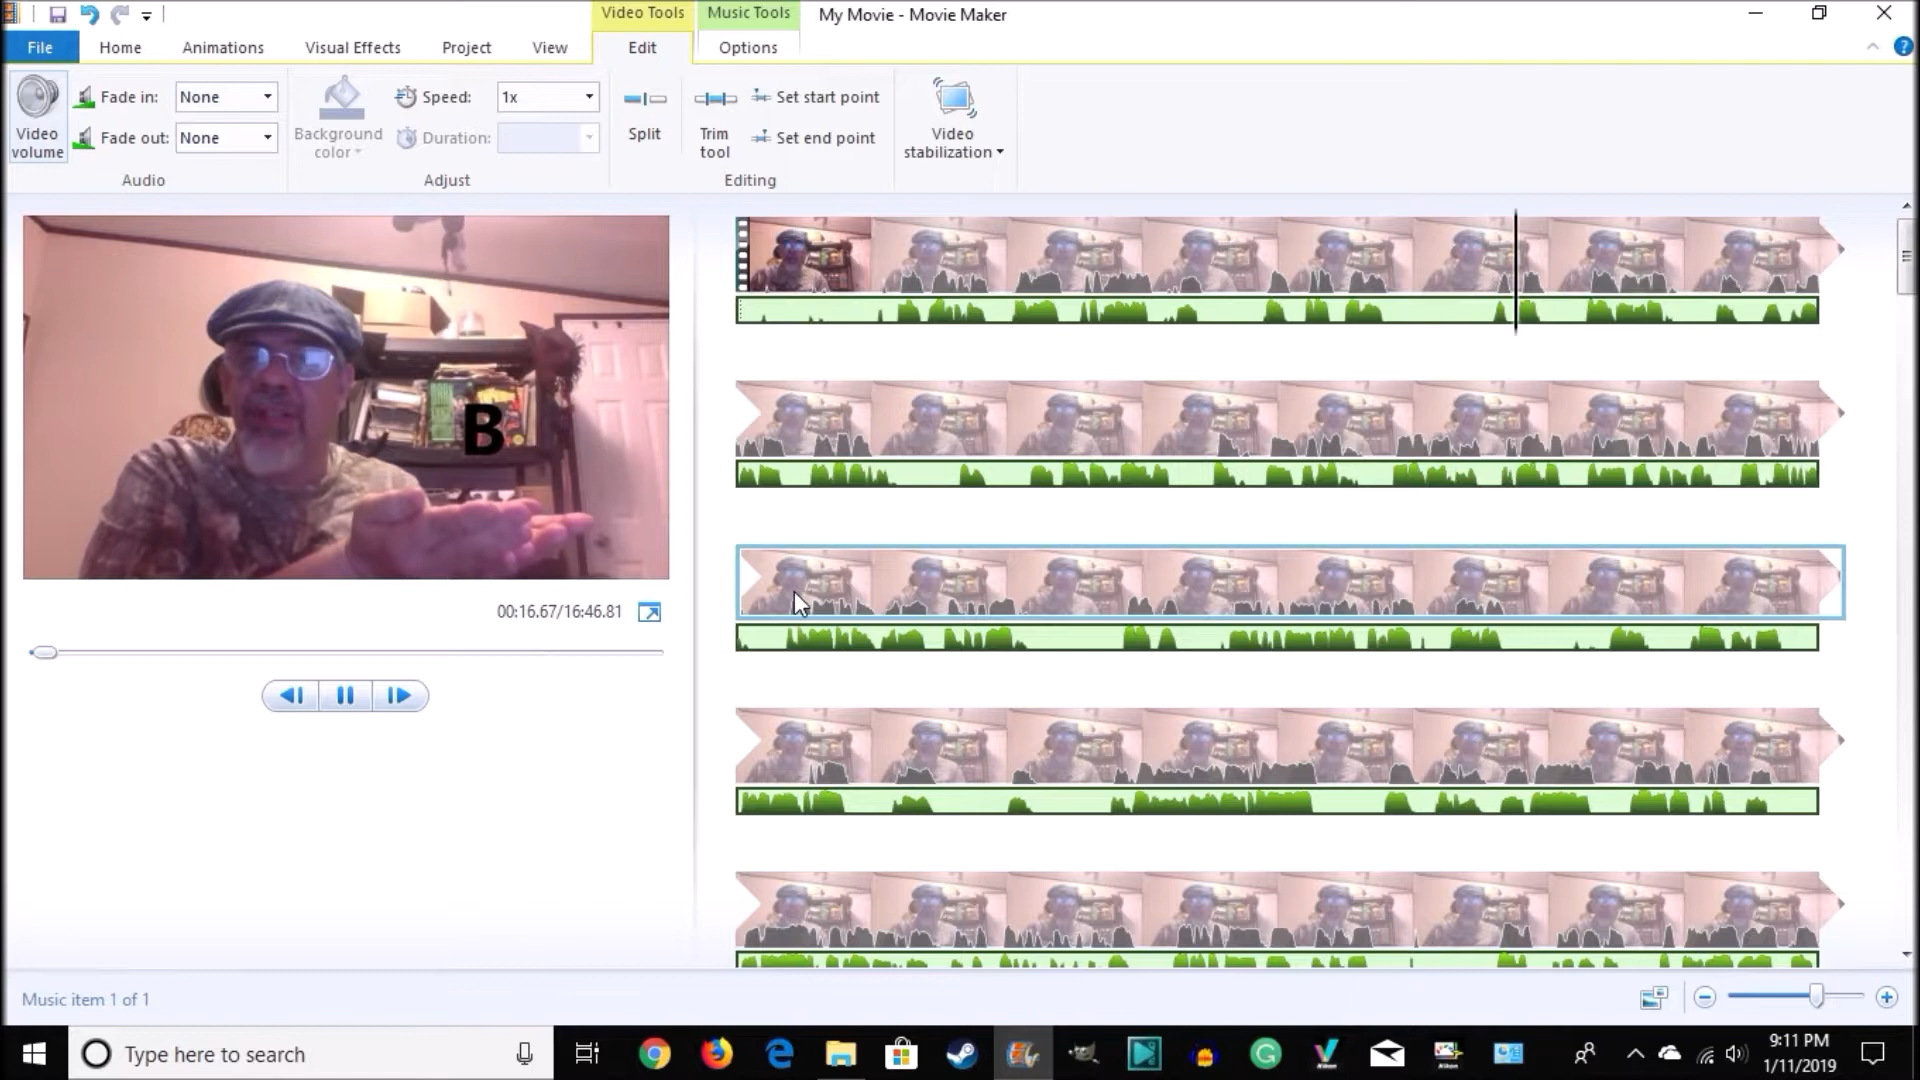 Video Tools
Music Tools
My Movie - Movie Maker
File
Home
Animations
Visual Effects
Project
View
Edit
Options
Video volume
Fade in: None
Fade out: None
Audio
Background color
Speed: 1x
Duration:
Adjust
Split
Trim tool
Set start point
Set end point
Editing
Video stabilization
B
00:16.67/16:46.81
Music item 1 of 1
Type here to search
9:11 PM
1/11/2019